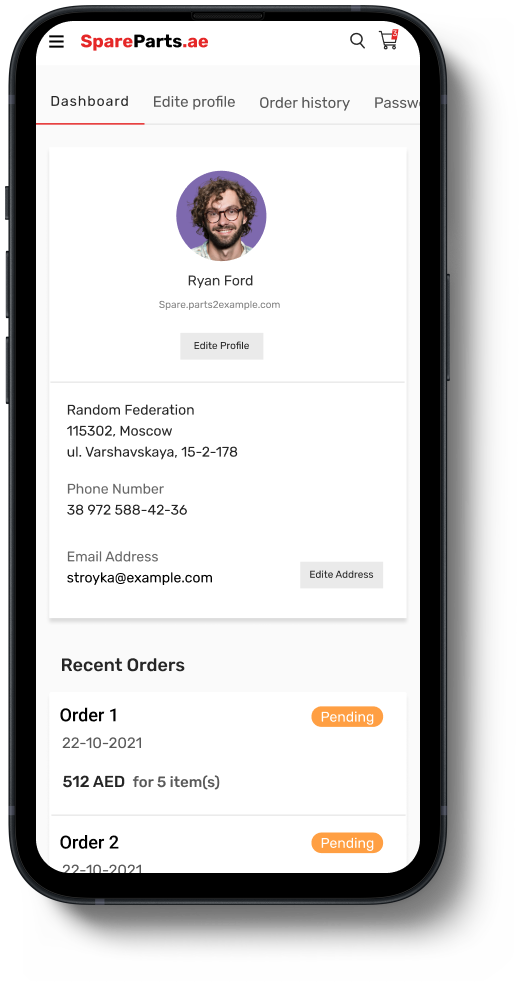 SpareParts.ae
Dashboard Edite profile Order history Passwo
Ryan Ford
Spare.parts2example.com
Edite Profile
Random Federation
115302, Moscow
ul. Varshavskaya, 15-2-178
Phone Number
38 972 588-42-36
Email Address
stroyka@example.com
Edite Address
Recent Orders
Order 1 Pending
22-10-2021
512 AED for 5 item(s)
Order 2 Pending
22-10-2021